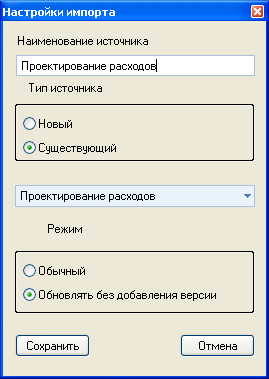 Настройки импорта
Наименование источника
Проектирование расходов
Тип источника
Новый
Существующий
Проектирование расходов
Режим
Обычный
Обновлять без добавления версии
Сохранить
Отмена